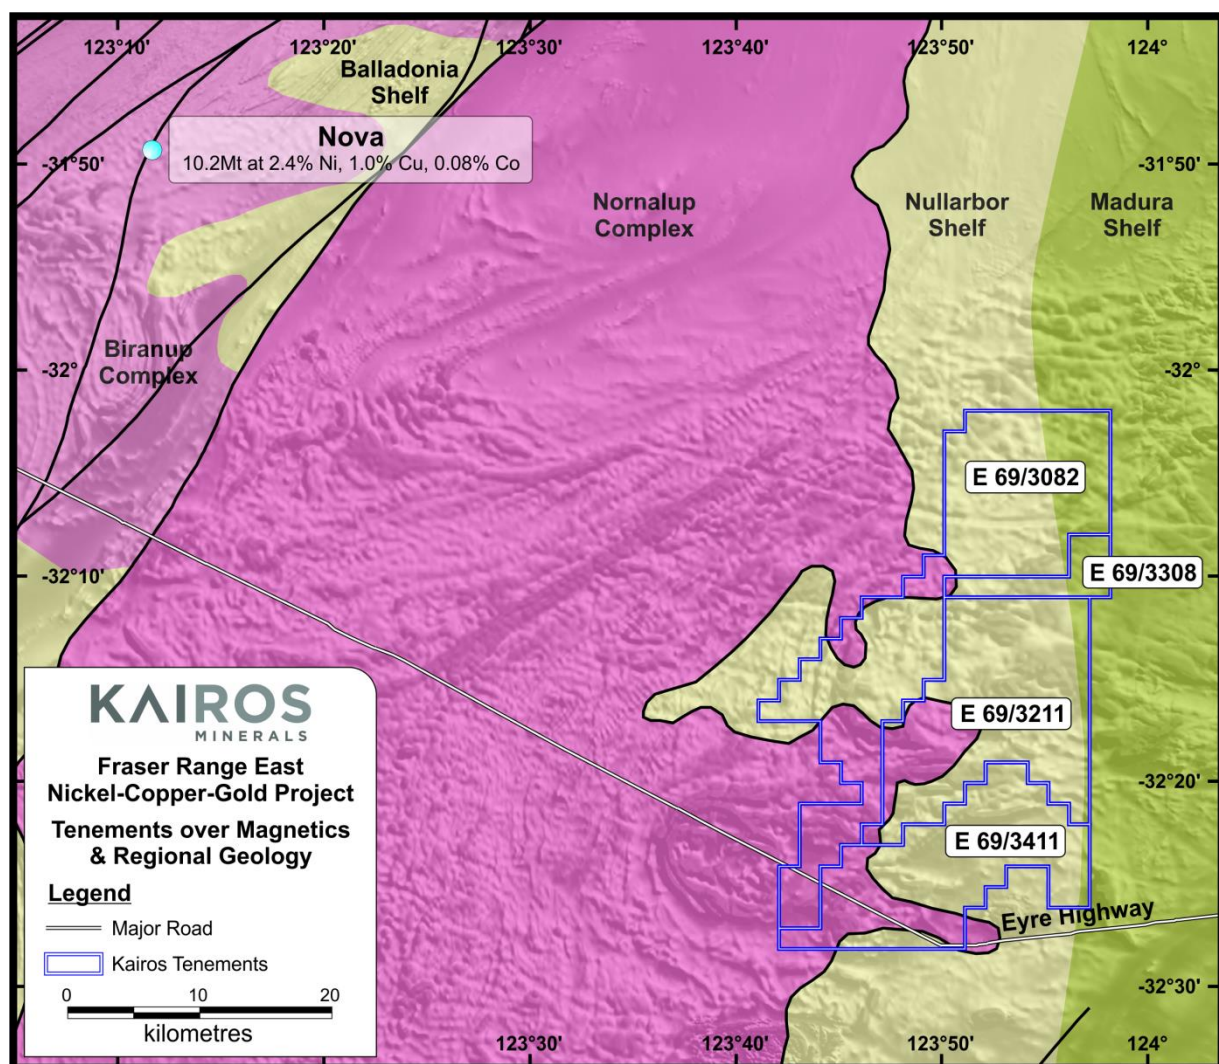 123°10' 123°20' 123°30' 123°40' 123°50' 124°
Balladonia
Shelf
Nova
10.2Mt at 2.4% Ni, 1.0% Cu, 0.08% Co
-31°50'
-31°50'
Nornalup
Complex
Nullarbor
Shelf
Madura
Shelf
Biranup
Complex
-32°
-32°
E 69/3082
-32°10'
E 69/3308
-32°10'
E 69/3211
-32°20'
E 69/3411
Eyre Highway
-32°30'
KAIROS
MINERALS
Fraser Range East
Nickel-Copper-Gold Project
Tenements over Magnetics
& Regional Geology
Legend
Major Road
Kairos Tenements
0 10 20
kilometres
123°30' 123°40' 123°50' 124°